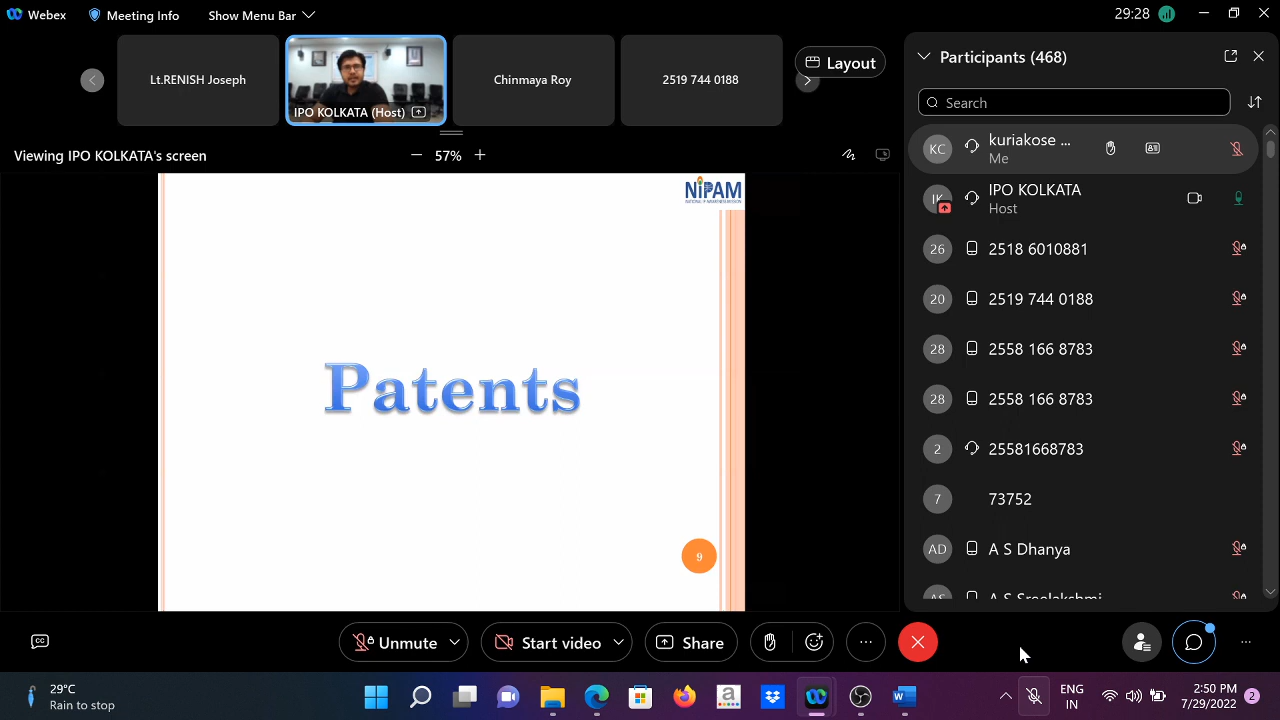 Webex
Meeting Info
Show Menu Bar
29:28
Lt.RENISH Joseph
IPO KOLKATA (Host)
Chinmaya Roy
2519 744 0188
Layout
Viewing IPO KOLKATA's screen
57%
NIPAM
Patents
9
Participants (468)
Search
KC
kuriakose ...
Me
IK
IPO KOLKATA
Host
26
2518 6010881
20
2519 744 0188
28
2558 166 8783
28
2558 166 8783
2
25581668783
7
73752
AD
A S Dhanya
AS
A S Sreelakshmi
CC
Unmute
Start video
Share
29°C
Rain to stop
ENG
IN
2:50 PM
7/29/2022
2